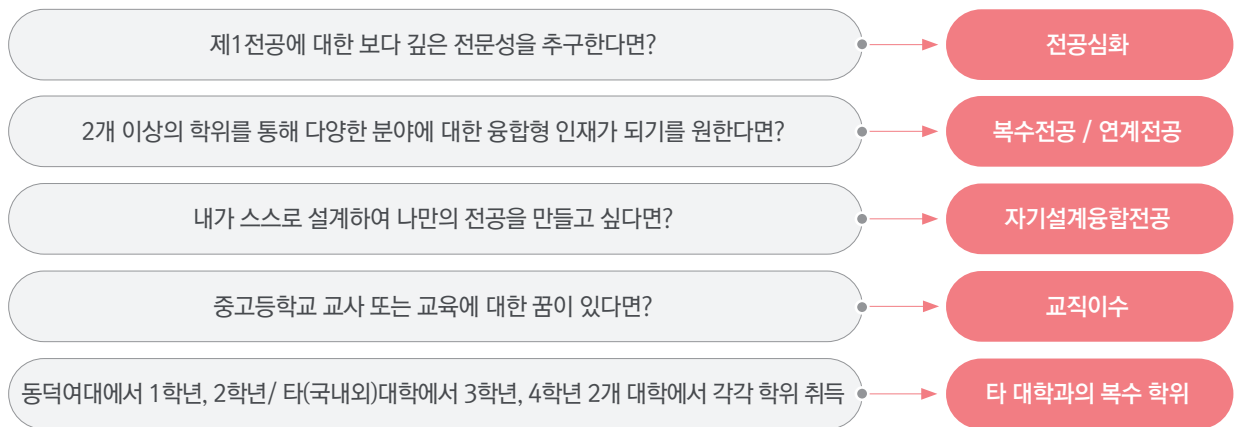 제1전공에 대한 보다 깊은 전문성을 추구한다면?
전공심화
2개 이상의 학위를 통해 다양한 분야에 대한 융합형 인재가 되기를 원한다면?
복수전공 / 연계전공
내가 스스로 설계하여 나만의 전공을 만들고 싶다면?
자기설계융합전공
중고등학교 교사 또는 교육에 대한 꿈이 있다면?
교직이수
동덕여대에서 1학년, 2학년/ 타(국내외)대학에서 3학년, 4학년 2개 대학에서 각각 학위 취득
타 대학과의 복수 학위